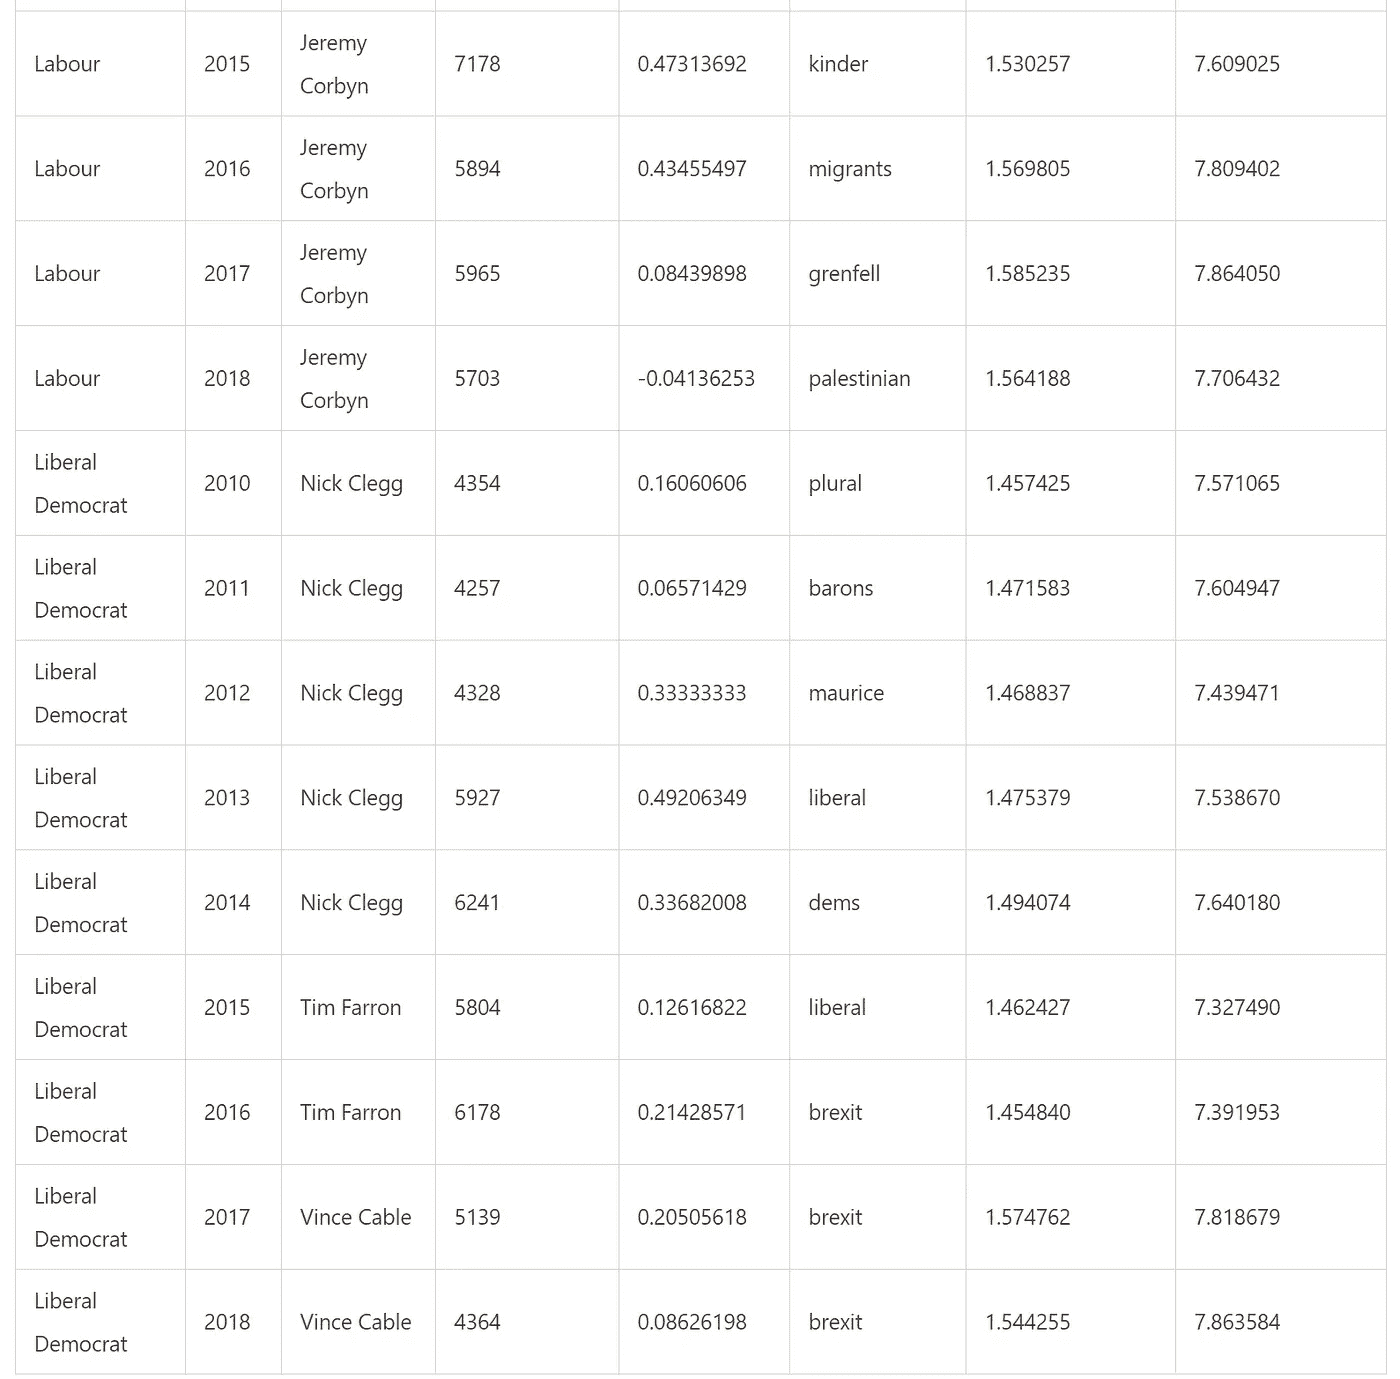 Labour 2015 Jeremy Corbyn 7178 0.47313692 kinder 1.530257 7.609025
Labour 2016 Jeremy Corbyn 5894 0.43455497 migrants 1.569805 7.809402
Labour 2017 Jeremy Corbyn 5965 0.08439898 grenfell 1.585235 7.864050
Labour 2018 Jeremy Corbyn 5703 -0.04136253 palestinian 1.564188 7.706432
Liberal Democrat 2010 Nick Clegg 4354 0.16060606 plural 1.457425 7.571065
Liberal Democrat 2011 Nick Clegg 4257 0.06571429 barons 1.471583 7.604947
Liberal Democrat 2012 Nick Clegg 4328 0.33333333 maurice 1.468837 7.439471
Liberal Democrat 2013 Nick Clegg 5927 0.49206349 liberal 1.475379 7.538670
Liberal Democrat 2014 Nick Clegg 6241 0.33682008 dems 1.494074 7.640180
Liberal Democrat 2015 Tim Farron 5804 0.12616822 liberal 1.462427 7.327490
Liberal Democrat 2016 Tim Farron 6178 0.21428571 brexit 1.454840 7.391953
Liberal Democrat 2017 Vince Cable 5139 0.20505618 brexit 1.574762 7.818679
Liberal Democrat 2018 Vince Cable 4364 0.08626198 brexit 1.544255 7.863584